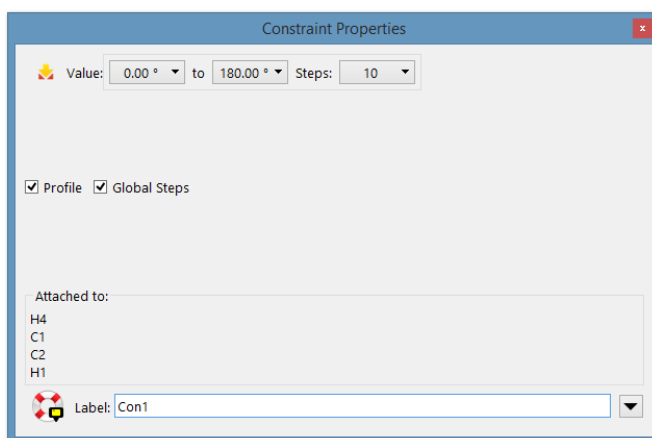 Constraint Properties
x
Value: 0.00 ° to 180.00 ° Steps: 10
Profile Global Steps
Attached to:
H4
C1
C2
H1
Label: Con1